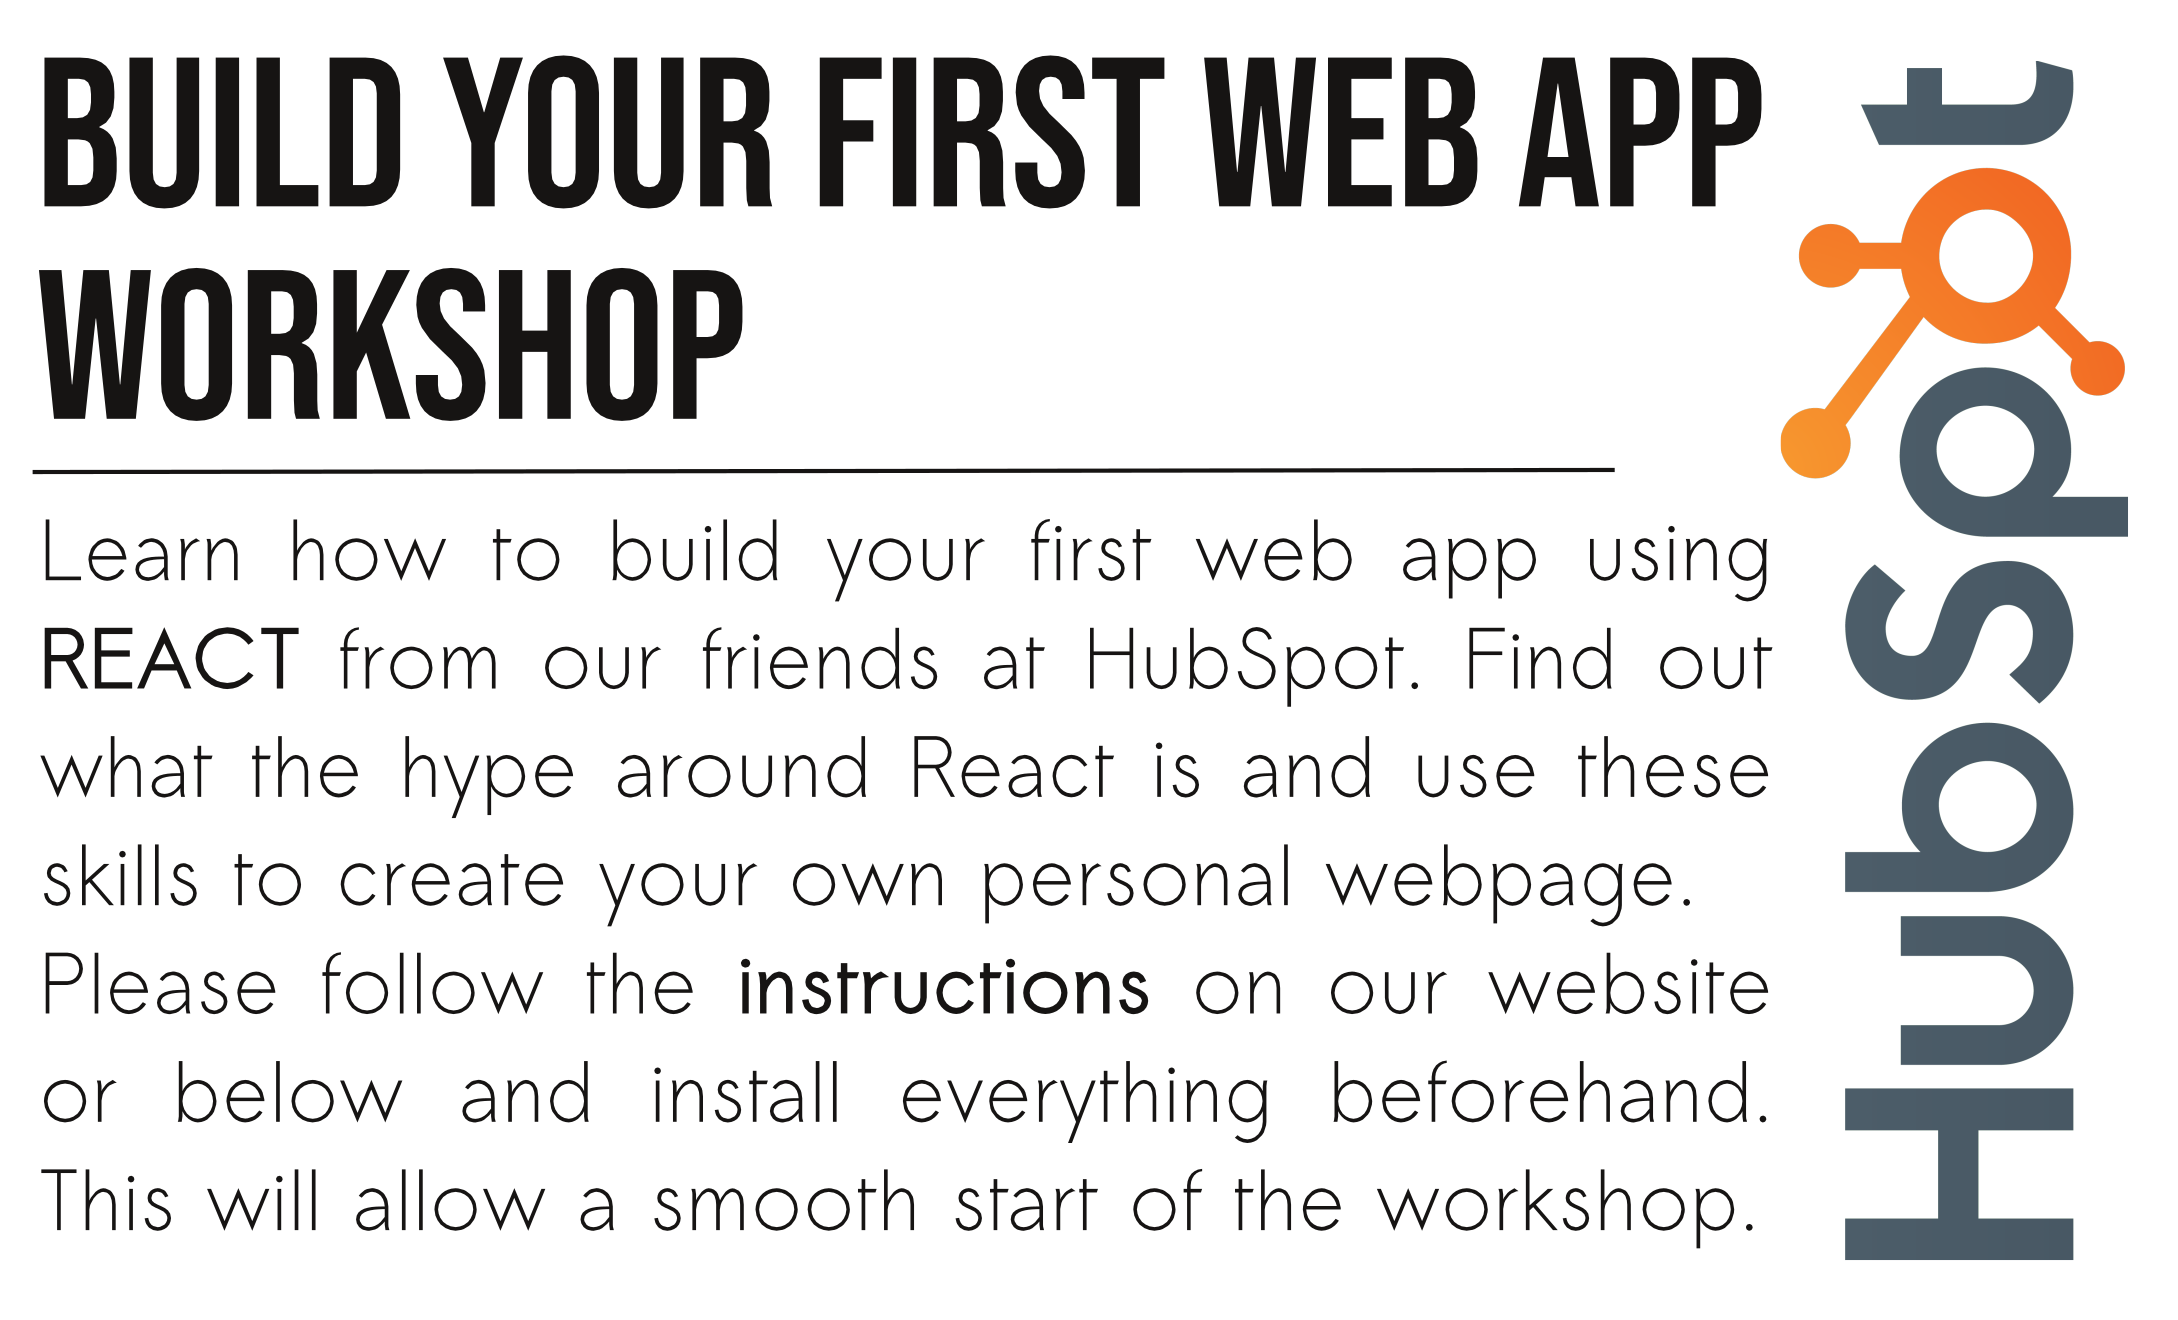 BUILD YOUR FIRST WEB APP
WORKSHOP
Learn how to build your first web app using
REACT from our friends at HubSpot. Find out
what the hype around React is and use these
skills to create your own personal webpage.
Please follow the instructions on our website
or below and install everything beforehand.
This will allow a smooth start of the workshop.
HubSpot